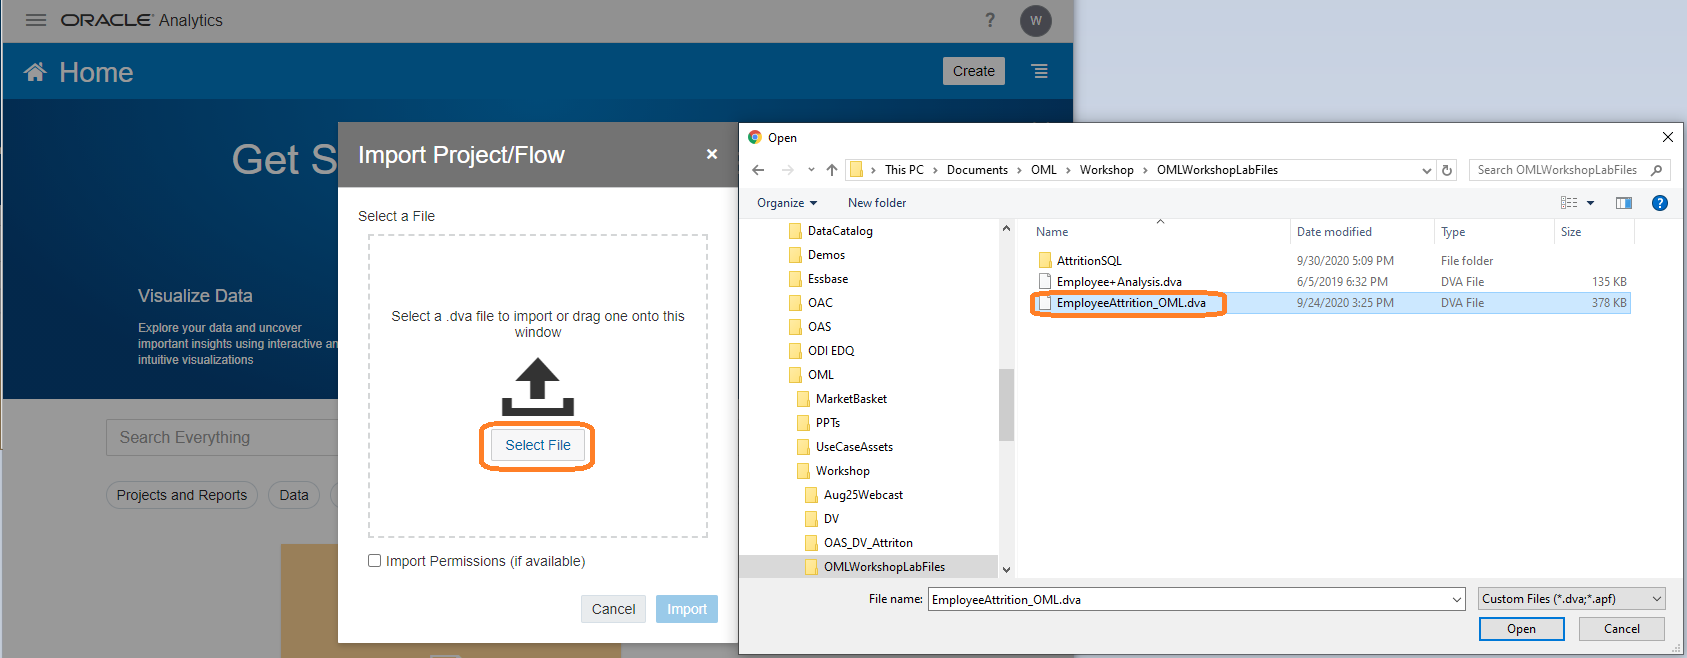 ORACLE Analytics
?
W
Home
Create
Get S
Visualize Data
Explore your data and uncover
important insights using interactive an
intuitive visualizations
Search Everything
Projects and Reports
Data
Import Project/Flow
×
Select a File
Select a .dva file to import or drag one onto this
window
Select File
Import Permissions (if available)
Cancel
Import
Open
This PC > Documents > OML > Workshop > OMLWorkshopLabFiles
Search OMLWorkshopLabFiles
Organize
New folder
?
DataCatalog
Demos
Essbase
OAC
OAS
ODI EDQ
OML
MarketBasket
PPTs
UseCaseAssets
Workshop
Aug25Webcast
DV
OAS_DV_Attriton
OMLWorkshopLabFiles
Name Date modified Type Size
AttritionSQL 9/30/2020 5:09 PM File folder
Employee+Analysis.dva 6/5/2019 6:32 PM DVA File 135 KB
EmployeeAttrition_OML.dva 9/24/2020 3:25 PM DVA File 378 KB
File name: EmployeeAttrition_OML.dva
Custom Files (*.dva;*.apf)
Open
Cancel